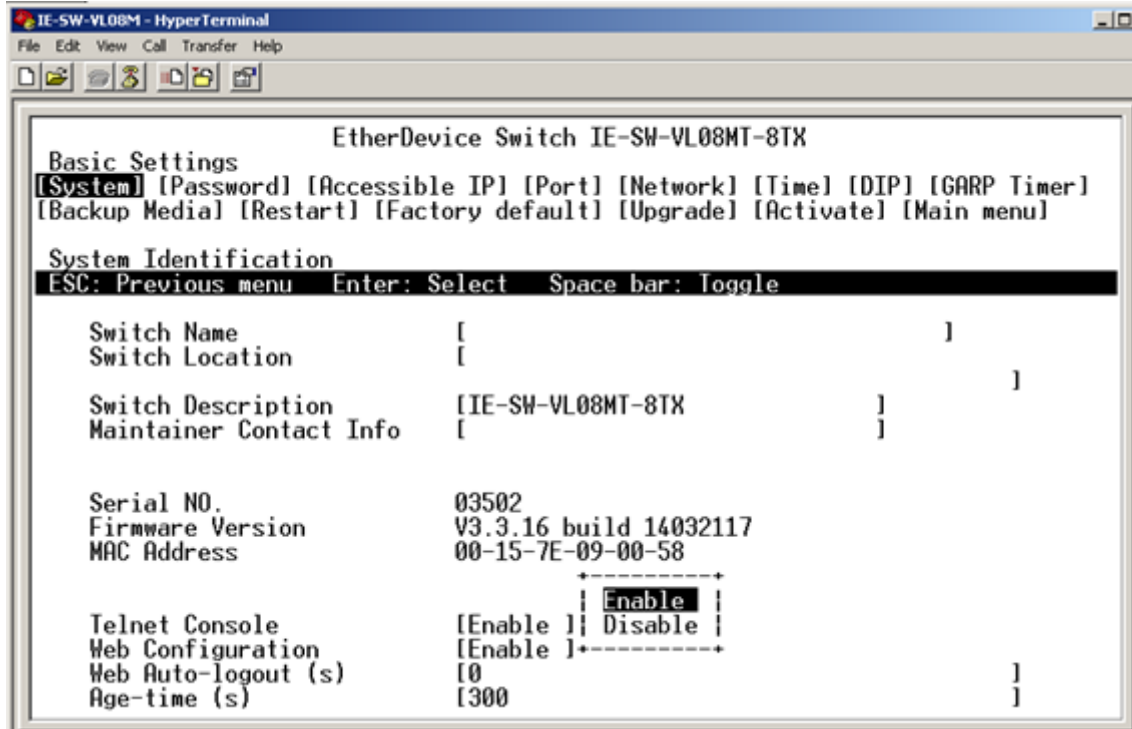 IE-SW-VL08M - HyperTerminal
File Edit View Call Transfer Help
EtherDevice Switch IE-SW-VL08MT-8TX
Basic Settings
[System] [Password] [Accessible IP] [Port] [Network] [Time] [DIP] [GARP Timer]
[Backup Media] [Restart] [Factory default] [Upgrade] [Activate] [Main menu]
System Identification
ESC: Previous menu Enter: Select Space bar: Toggle
Switch Name [ ]
Switch Location [
]
Switch Description [IE-SW-VL08MT-8TX ]
Maintainer Contact Info [ ]
Serial NO. 03502
Firmware Version V3.3.16 build 14032117
MAC Address 00-15-7E-09-00-58
+----------+
| Enable |
Telnet Console [Enable ]| Disable |
Web Configuration [Enable ]+----------+
Web Auto-logout (s) [0 ]
Age-time (s) [300 ]